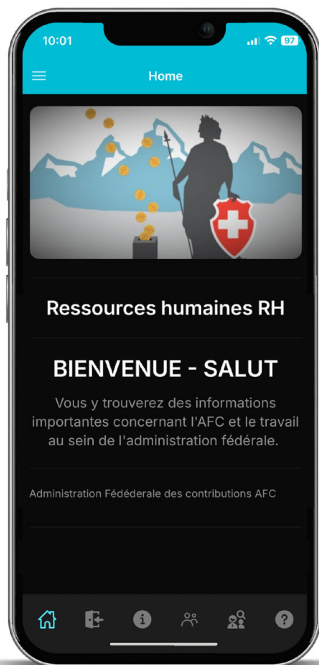 10:01
97
Home
Ressources humaines RH
BIENVENUE - SALUT
Vous y trouverez des informations
importantes concernant l'AFC et le travail
au sein de l'administration fédérale.
Administration Fédéderale des contributions AFC